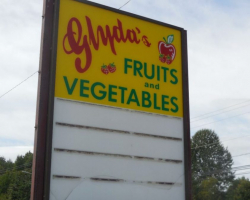 Glyda's
FRUITS
and
VEGETABLES